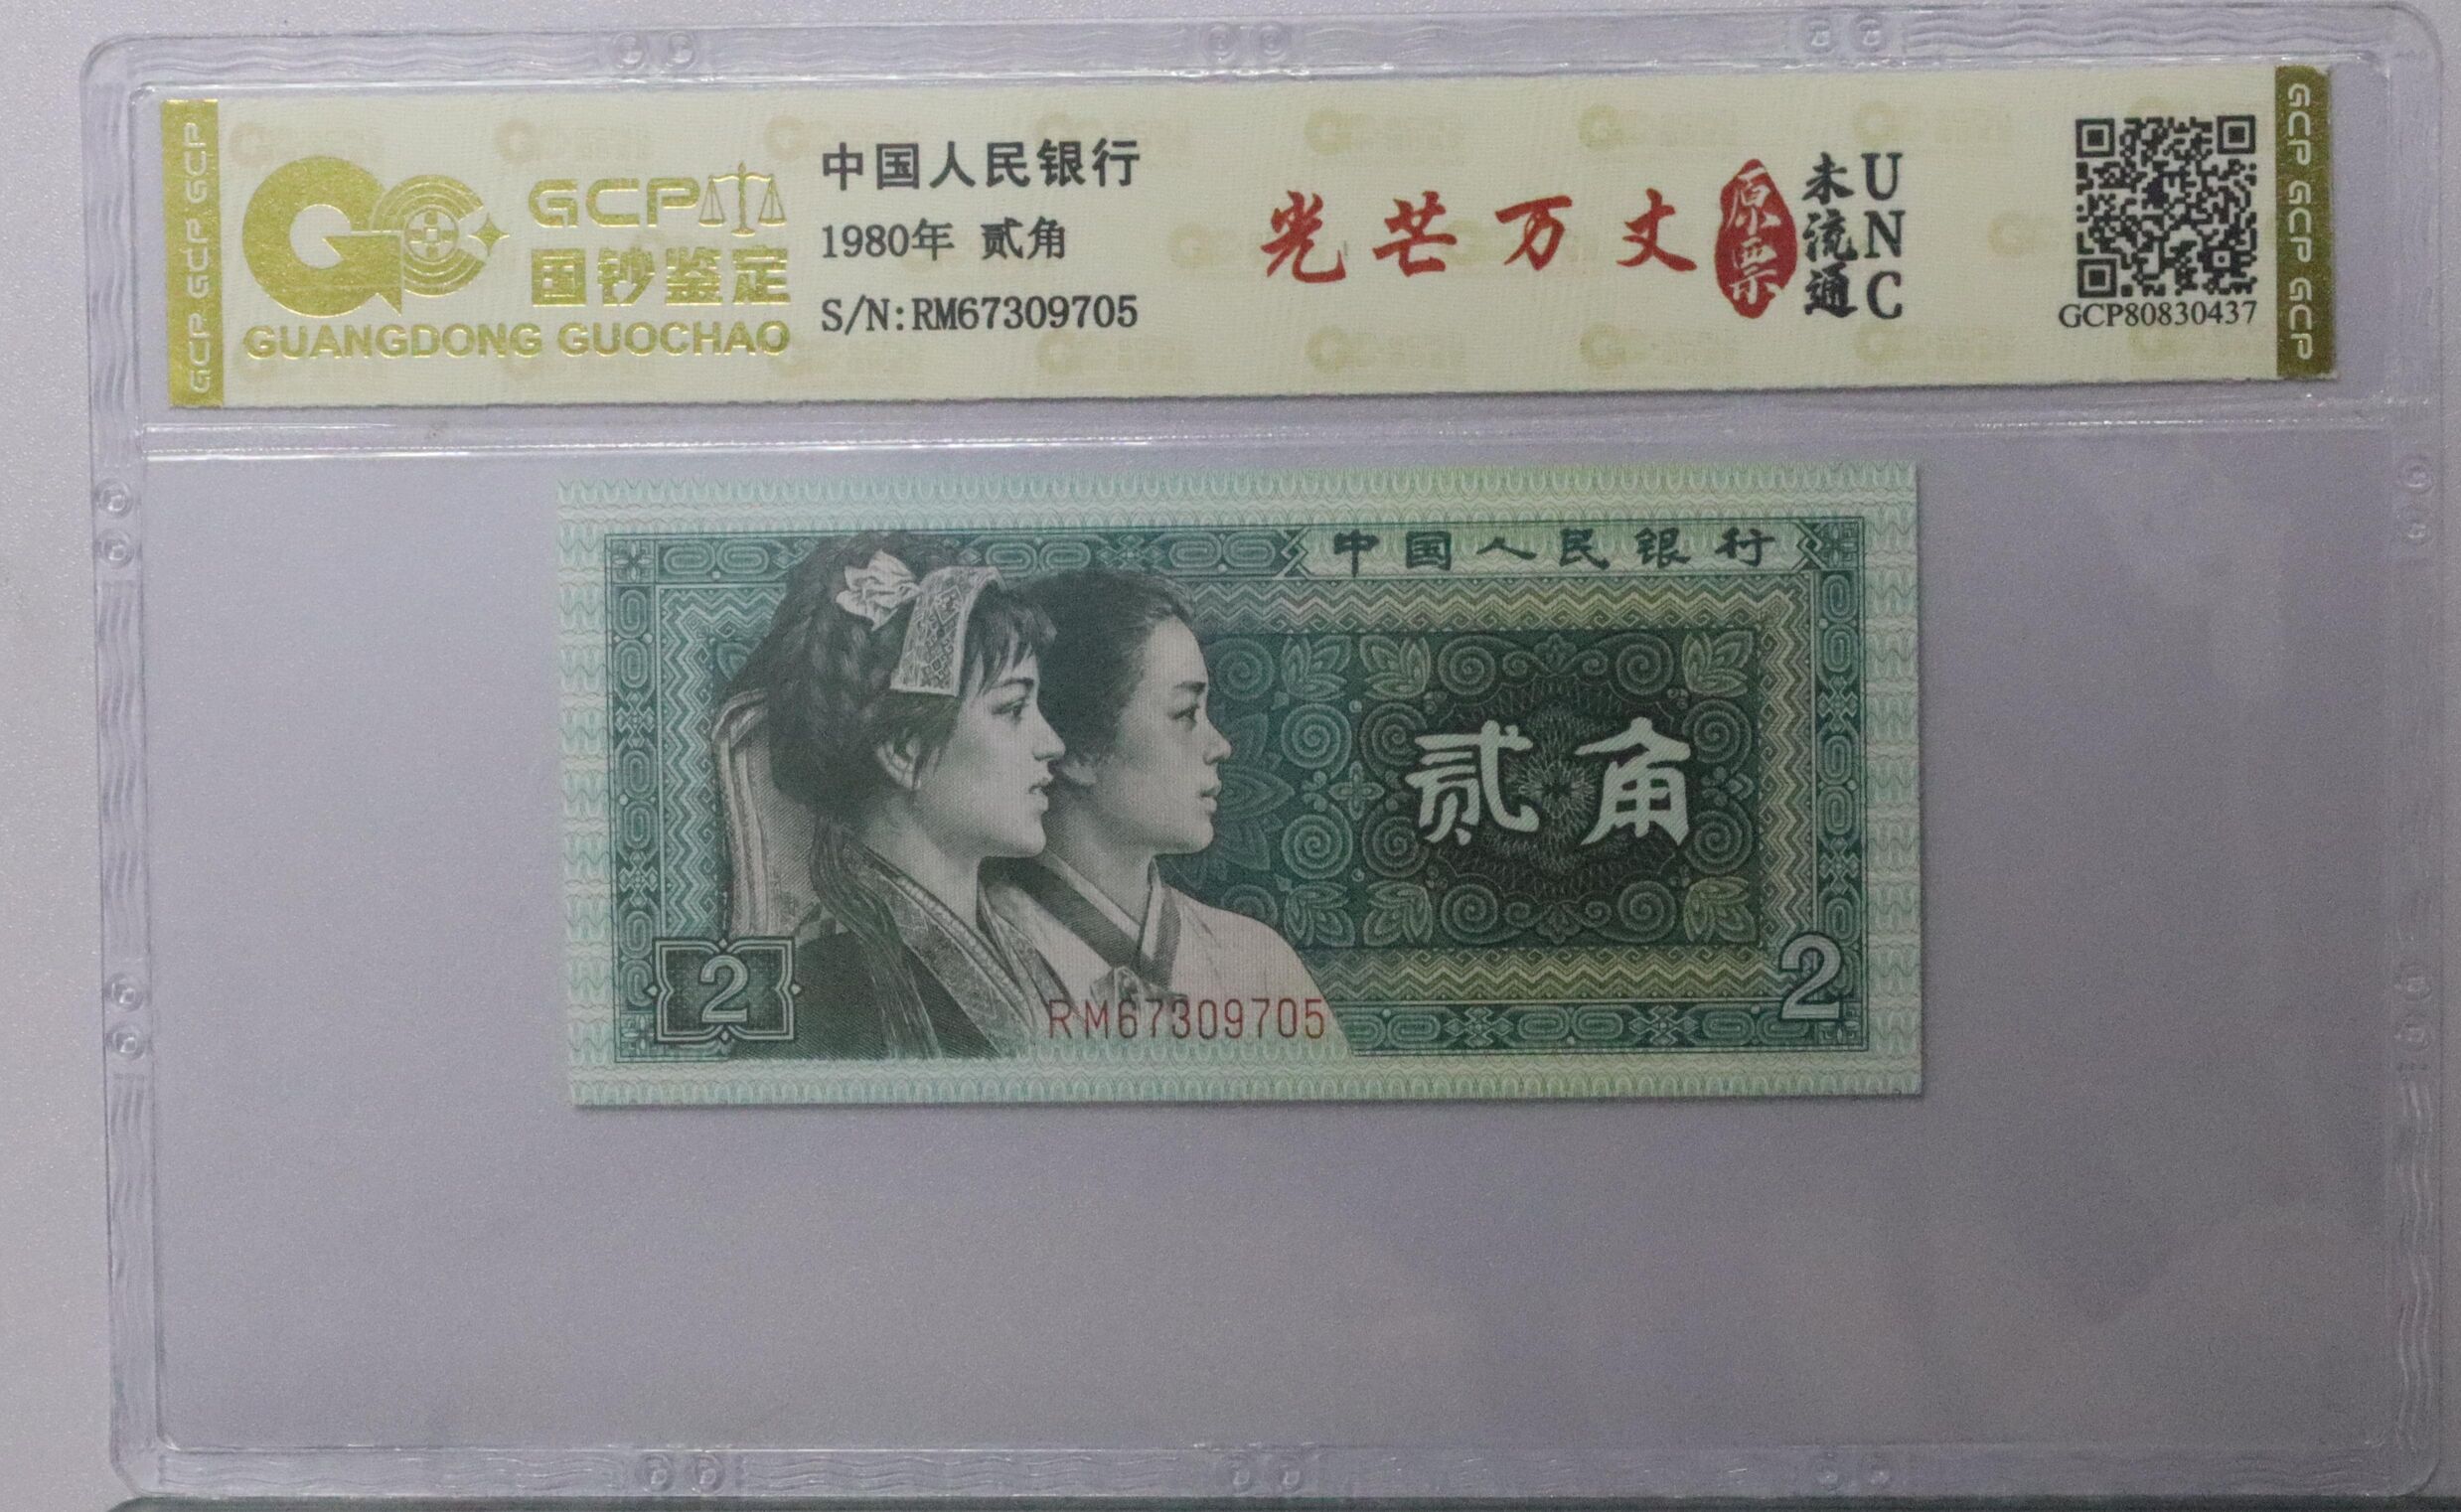 GCP GCP GCP
GCP
国钞鉴定
GUANGDONG GUOCHAO
中国人民银行
1980年 贰角
S/N:RM67309705
光芒万丈
原票
未流通
UNC
GCP80830437
GCP GCP GCP
中国人民银行
贰角
2
RM67309705
2